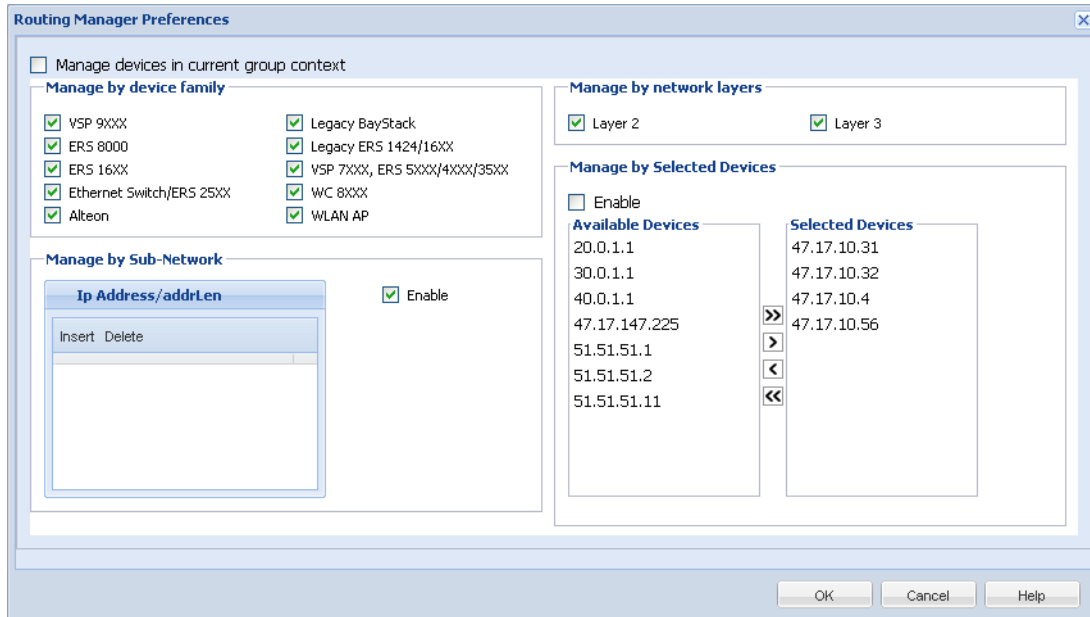 Routing Manager Preferences
Manage devices in current group context
Manage by device family
VSP 9XXX
ERS 8000
ERS 16XX
Ethernet Switch/ERS 25XX
Alteon
Legacy BayStack
Legacy ERS 1424/16XX
VSP 7XXX, ERS 5XXX/4XXX/35XX
WC 8XXX
WLAN AP
Manage by Sub-Network
Ip Address/addrLen
Insert Delete
Enable
Manage by network layers
Layer 2
Layer 3
Manage by Selected Devices
Enable
Available Devices
20.0.1.1
30.0.1.1
40.0.1.1
47.17.147.225
51.51.51.1
51.51.51.2
51.51.51.11
Selected Devices
47.17.10.31
47.17.10.32
47.17.10.4
47.17.10.56
OK
Cancel
Help